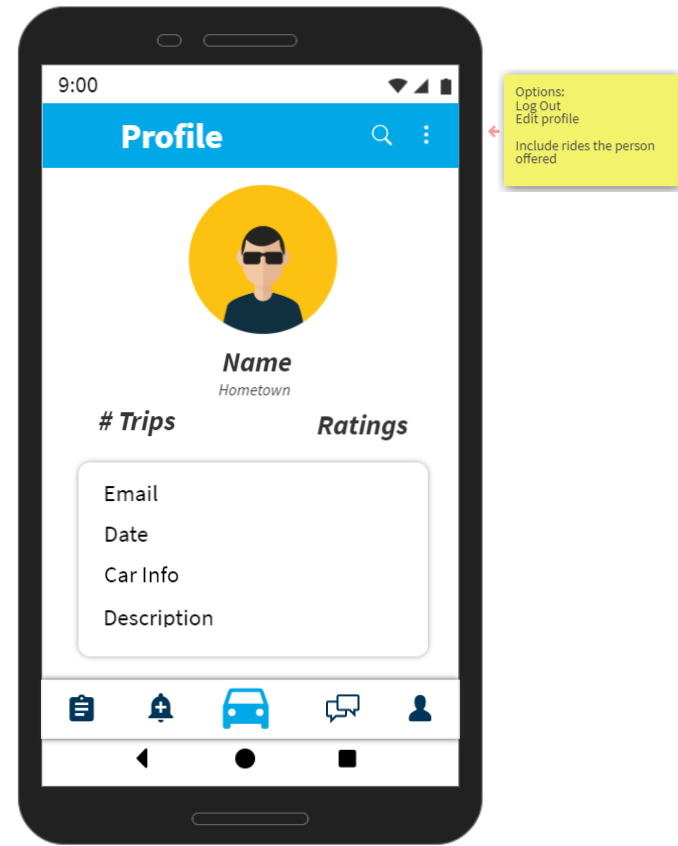 9:00
Profile
Name
Hometown
# Trips
Ratings
Email
Date
Car Info
Description
Options:
Log Out
Edit profile
Include rides the person
offered